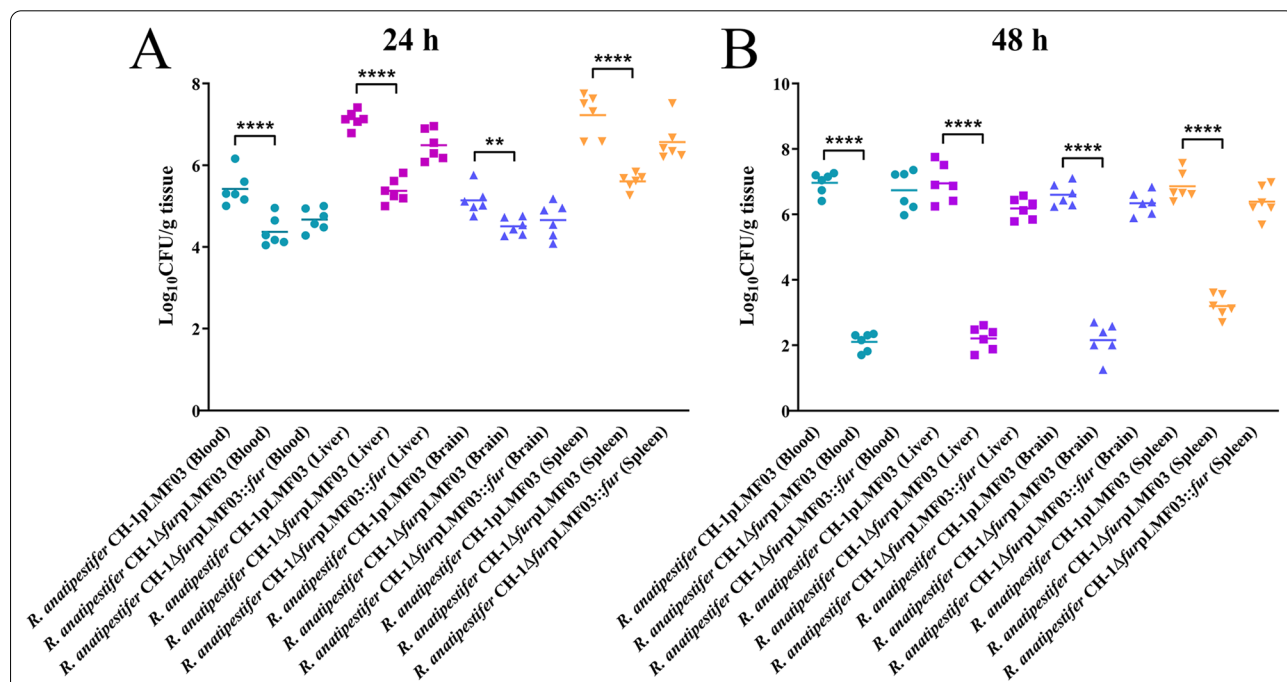 A
24 h
Log₁₀CFU/g tissue
8
6
4
2
0
****
****
**
****
R. anatipestifer CH-1pLMF03 (Blood)
R. anatipestifer CH-1ΔfurpLMF03 (Blood)
R. anatipestifer CH-1ΔfurpLMF03::fur (Blood)
R. anatipestifer CH-1pLMF03 (Liver)
R. anatipestifer CH-1ΔfurpLMF03 (Liver)
R. anatipestifer CH-1ΔfurpLMF03::fur (Liver)
R. anatipestifer CH-1pLMF03 (Brain)
R. anatipestifer CH-1ΔfurpLMF03 (Brain)
R. anatipestifer CH-1ΔfurpLMF03::fur (Brain)
R. anatipestifer CH-1pLMF03 (Spleen)
R. anatipestifer CH-1ΔfurpLMF03 (Spleen)
R. anatipestifer CH-1ΔfurpLMF03::fur (Spleen)
B
48 h
Log₁₀CFU/g tissue
10
8
6
4
2
0
****
****
****
****
R. anatipestifer CH-1pLMF03 (Blood)
R. anatipestifer CH-1ΔfurpLMF03 (Blood)
R. anatipestifer CH-1ΔfurpLMF03::fur (Blood)
R. anatipestifer CH-1pLMF03 (Liver)
R. anatipestifer CH-1ΔfurpLMF03 (Liver)
R. anatipestifer CH-1ΔfurpLMF03::fur (Liver)
R. anatipestifer CH-1pLMF03 (Brain)
R. anatipestifer CH-1ΔfurpLMF03 (Brain)
R. anatipestifer CH-1ΔfurpLMF03::fur (Brain)
R. anatipestifer CH-1pLMF03 (Spleen)
R. anatipestifer CH-1ΔfurpLMF03 (Spleen)
R. anatipestifer CH-1ΔfurpLMF03::fur (Spleen)